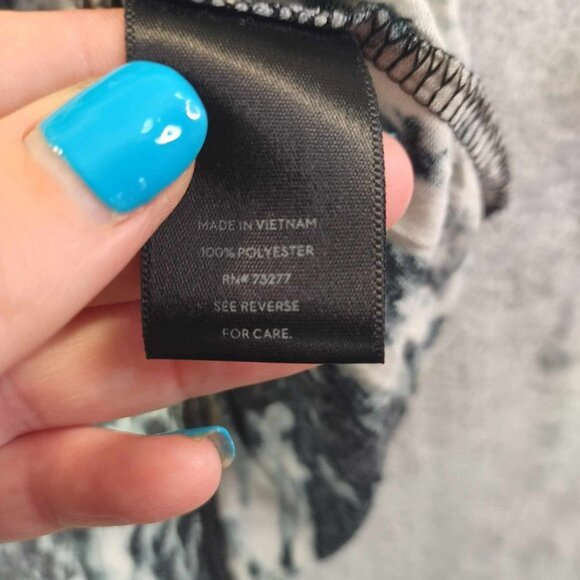 MADE IN VIETNAM
100% POLYESTER
RN# 73277
SEE REVERSE
FOR CARE.